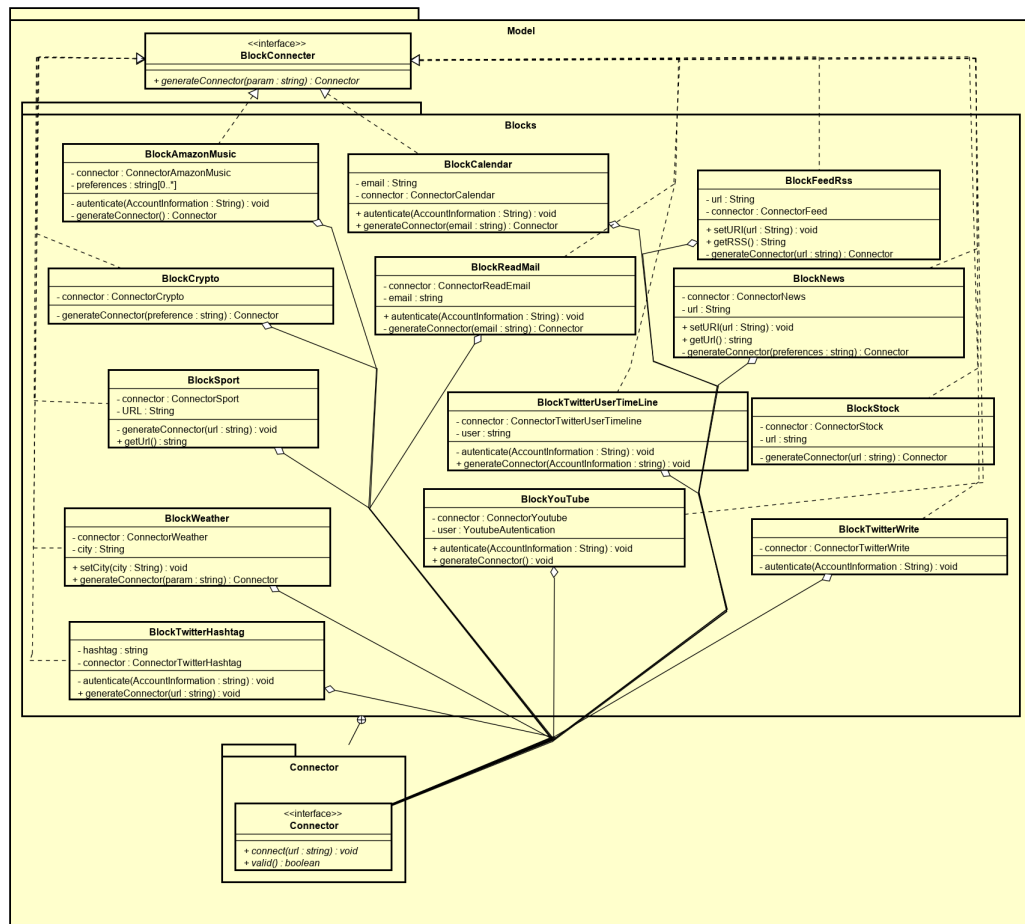 Model
<<interface>>
BlockConnecter
+ generateConnector(param : string) : Connector
Blocks
BlockAmazonMusic
- connector : ConnectorAmazonMusic
- preferences : string[0..*]
- autenticate(AccountInformation : String) : void
- generateConnector() : Connector
BlockCalendar
- email : String
- connector : ConnectorCalendar
+ autenticate(AccountInformation : String) : void
+ generateConnector(email : string) : Connector
BlockFeedRss
- url : String
- connector : ConnectorFeed
+ setURI(url : String) : void
+ getRSS() : String
- generateConnector(url : string) : Connector
BlockCrypto
- connector : ConnectorCrypto
- generateConnector(preference : string) : Connector
BlockReadMail
- connector : ConnectorReadEmail
- email : string
+ autenticate(AccountInformation : String) : void
- generateConnector(email : string) : Connector
BlockNews
- connector : ConnectorNews
- url : String
+ setURI(url : String) : void
+ getUrl() : string
- generateConnector(preferences : string) : Connector
BlockSport
- connector : ConnectorSport
- URL : String
- generateConnector(url : string) : void
+ getUrl() : string
BlockTwitterUserTimeLine
- connector : ConnectorTwitterUserTimeline
- user : string
- autenticate(AccountInformation : String) : void
+ generateConnector(AccountInformation : string) : void
BlockStock
- connector : ConnectorStock
- url : string
- generateConnector(url : string) : Connector
BlockYouTube
- connector : ConnectorYoutube
- user : YoutubeAutentication
+ autenticate(AccountInformation : String) : void
+ generateConnector() : void
BlockWeather
- connector : ConnectorWeather
- city : String
+ setCity(city : String) : void
+ generateConnector(param : string) : Connector
BlockTwitterWrite
- connector : ConnectorTwitterWrite
- autenticate(AccountInformation : String) : void
BlockTwitterHashtag
- hashtag : string
- connector : ConnectorTwitterHashtag
- autenticate(AccountInformation : String) : void
+ generateConnector(url : string) : void
Connector
<<interface>>
Connector
+ connect(url : string) : void
+ valid() : boolean